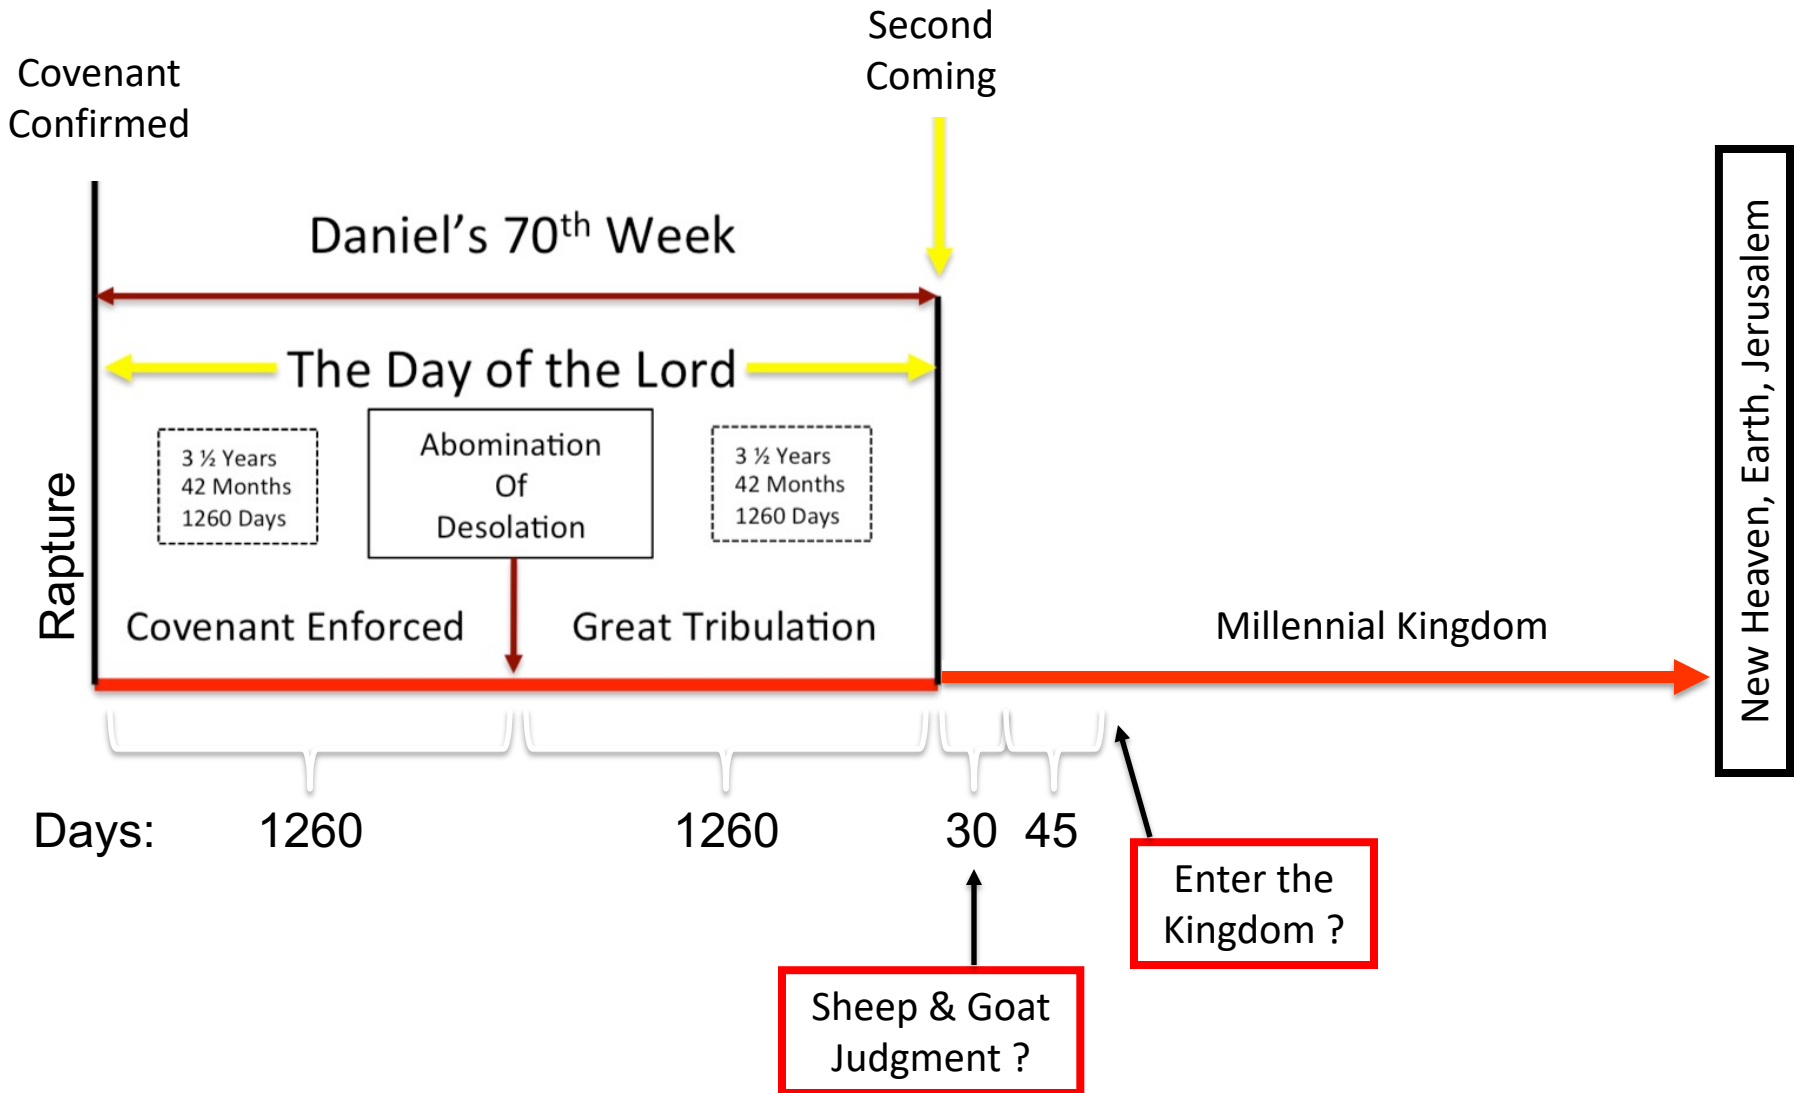 Second
Coming
Covenant
Confirmed
Daniel’s 70th Week
The Day of the Lord
3 ½ Years
42 Months
1260 Days
Abomination
Of
Desolation
3 ½ Years
42 Months
1260 Days
Rapture
Covenant Enforced
Great Tribulation
Millennial Kingdom
New Heaven, Earth, Jerusalem
Days:
1260
1260
30
45
Enter the
Kingdom ?
Sheep & Goat
Judgment ?